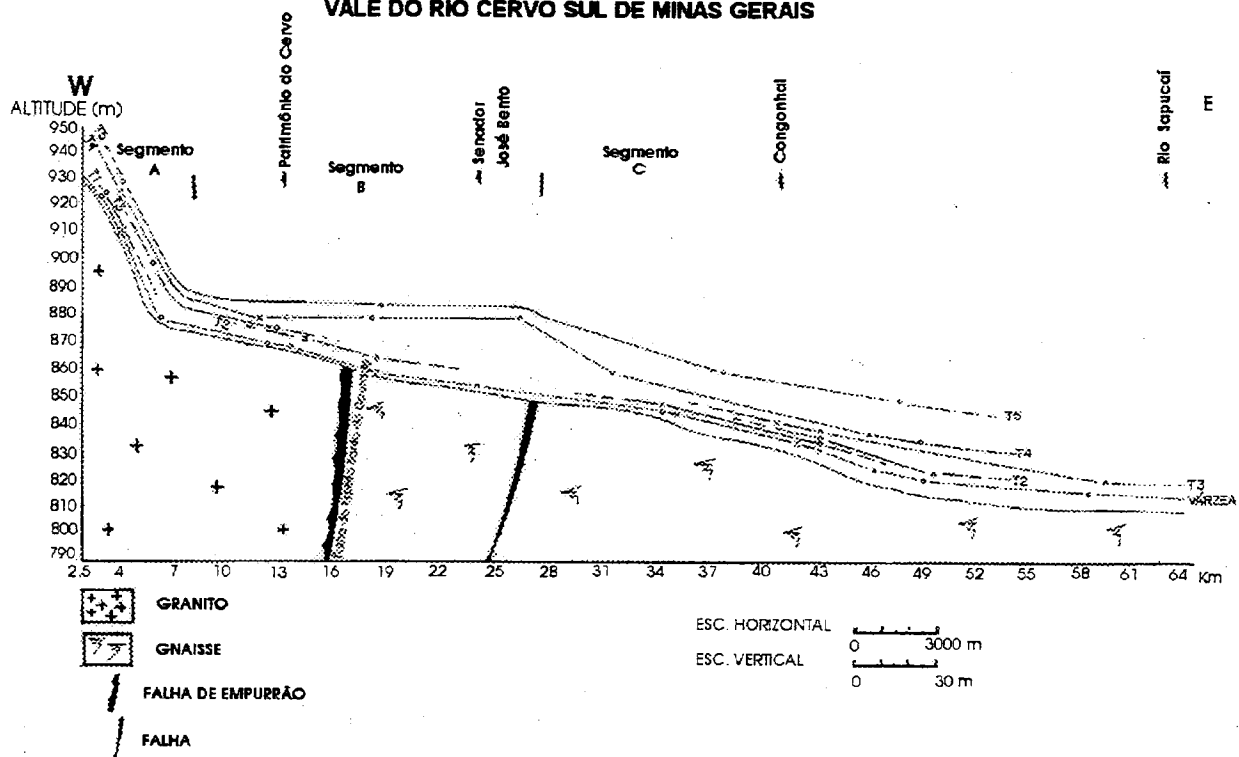 VALE DO RIO CERVO SUL DE MINAS GERAIS
W
E
ALTITUDE (m)
Patrimônio do Cervo
Senador
José Bento
Congonhal
Rio Sapucaí
Segmento
A
Segmento
B
Segmento
C
950
940
930
920
910
900
890
880
870
860
850
840
830
820
810
800
790
T5
T4
T2
T3
VÁRZEA
2.5 4 7 10 13 16 19 22 25 28 31 34 37 40 43 46 49 52 55 58 61 64 Km
GRANITO
GNAISSE
FALHA DE EMPURRÃO
FALHA
ESC. HORIZONTAL
0 3000 m
ESC. VERTICAL
0 30 m